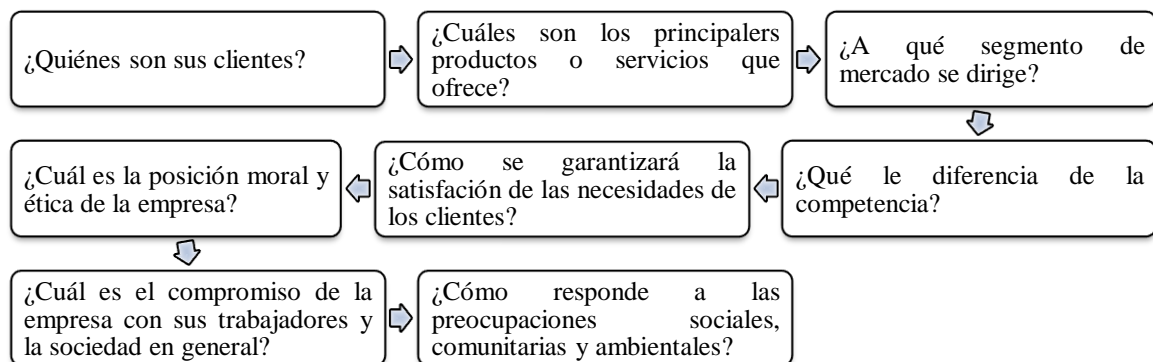 ¿Quiénes son sus clientes?
¿Cuáles son los principalers
productos o servicios que
ofrece?
¿A qué segmento de
mercado se dirige?
¿Qué le diferencia de la
competencia?
¿Cómo se garantizará la
satisfacción de las necesidades de
los clientes?
¿Cuál es la posición moral y
ética de la empresa?
¿Cuál es el compromiso de la
empresa con sus trabajadores y
la sociedad en general?
¿Cómo responde a las
preocupaciones sociales,
comunitarias y ambientales?